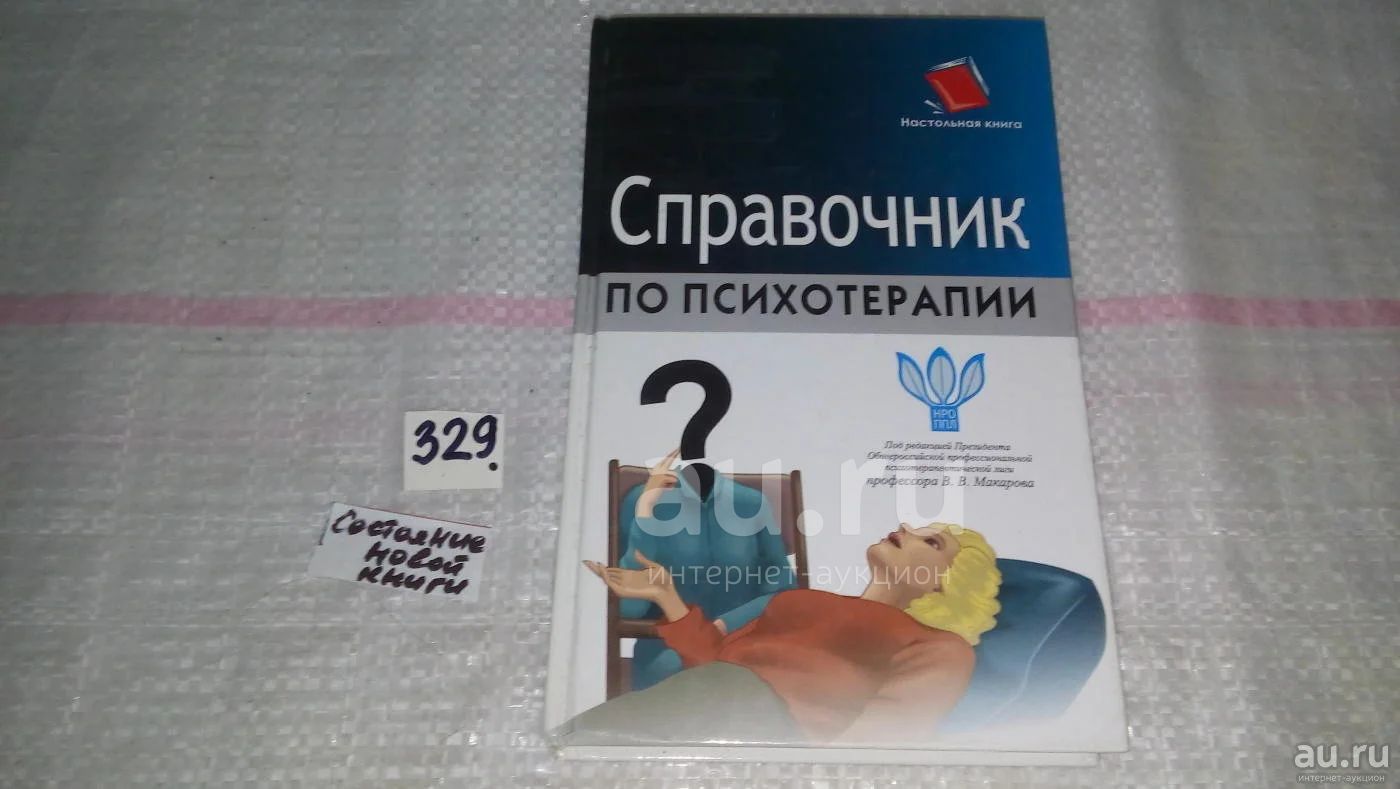 Настольная книга
Справочник
ПО ПСИХОТЕРАПИИ
НРО
ППЛ
Под редакцией Президента
Общероссийской профессиональной
психотерапевтической лиги
профессора В. В. Макарова
329.
Состояние
новой
книги
au.ru
интернет-аукцион
au.ru
интернет-аукцион